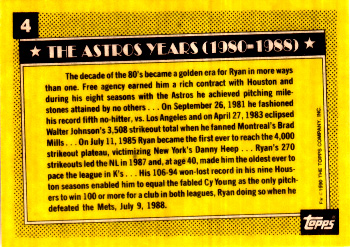 4
★ THE ASTROS YEARS (1980-1988) ★
The decade of the 80's became a golden era for Ryan in more ways
than one. Free agency earned him a rich contract with Houston and
during his eight seasons with the Astros he achieved pitching mile-
stones attained by no others . . . On September 26, 1981 he fashioned
his record fifth no-hitter, vs. Los Angeles and on April 27, 1983 eclipsed
Walter Johnson's 3,508 strikeout total when he fanned Montreal's Brad
Mills . . . On July 11, 1985 Ryan became the first ever to reach the 4,000
strikeout plateau, victimizing New York's Danny Heep . . . Ryan's 270
strikeouts led the NL in 1987 and, at age 40, made him the oldest ever to
pace the league in K's . . . His 106-94 won-lost record in his nine Hous-
ton seasons enabled him to equal the fabled Cy Young as the only pitch-
ers to win 100 or more for a club in both leagues, Ryan doing so when he
defeated the Mets, July 9, 1988.
THE TOPPS COMPANY, INC.
TOPPS